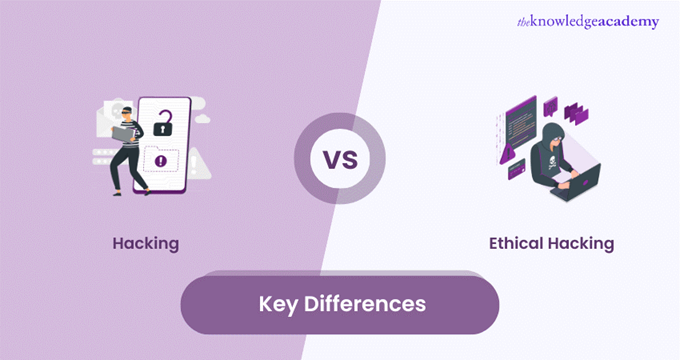 theknowledgeacademy
VS
Hacking
Ethical Hacking
Key Differences